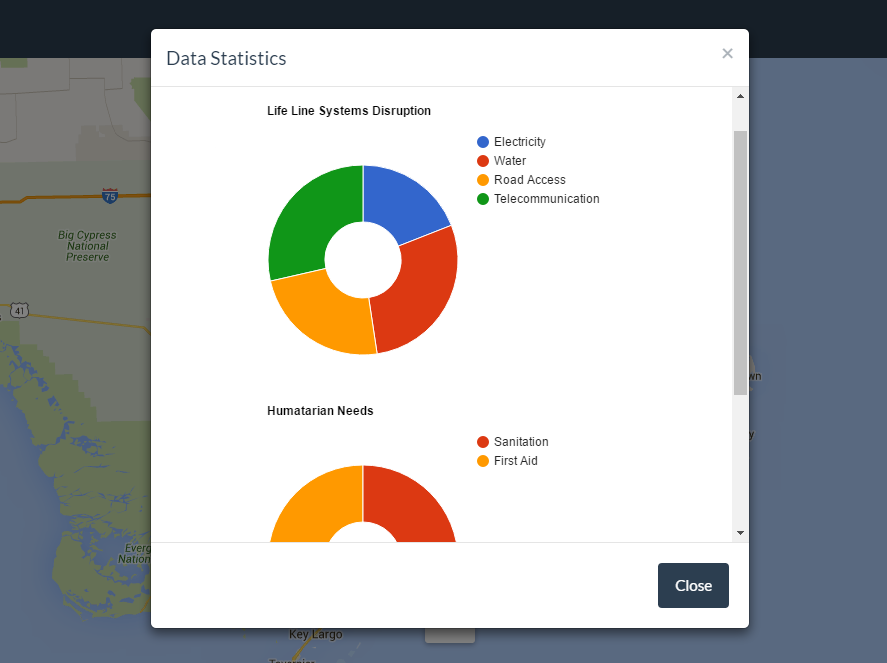 Data Statistics
×
Life Line Systems Disruption
Electricity
Water
Road Access
Telecommunication
75
Big Cypress
National
Preserve
41
Humatarian Needs
Sanitation
First Aid
Close
Key Largo